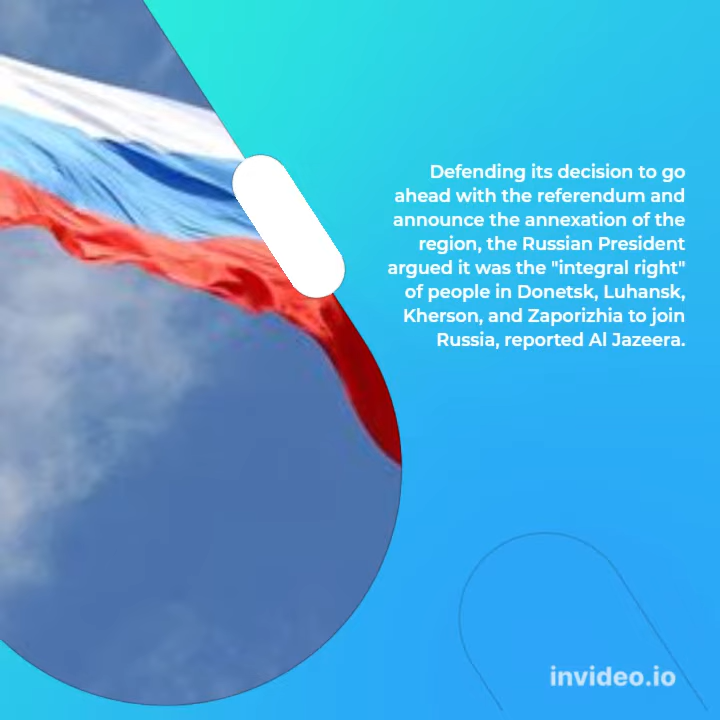 Defending its decision to go
ahead with the referendum and
announce the annexation of the
region, the Russian President
argued it was the "integral right"
of people in Donetsk, Luhansk,
Kherson, and Zaporizhia to join
Russia, reported Al Jazeera.
invideo.io